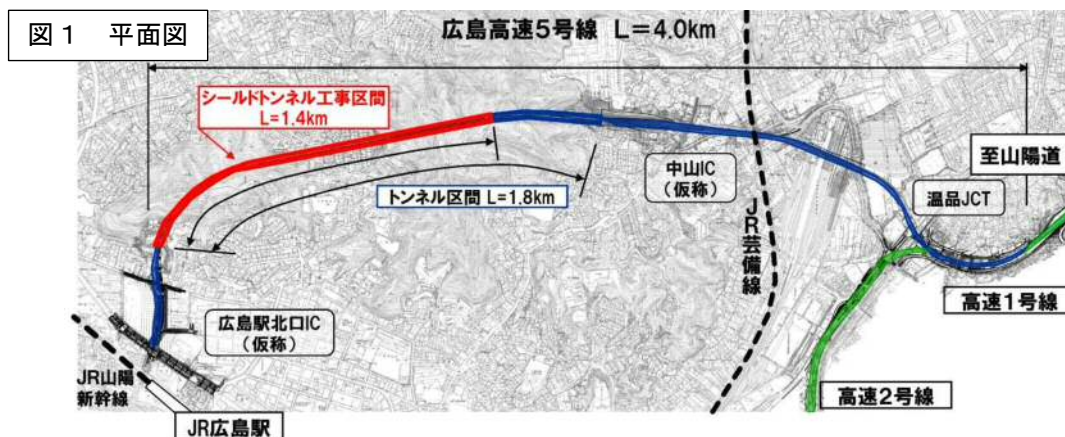 図１　平面図
広島高速5号線 L＝4.0km
シールドトンネル工事区間
L=1.4km
トンネル区間 L=1.8km
中山IC
（仮称）
JR芸備線
至山陽道
温品JCT
高速1号線
高速2号線
広島駅北口IC
（仮称）
JR山陽
新幹線
JR広島駅